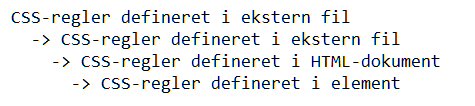 CSS-regler defineret i ekstern fil
-> CSS-regler defineret i ekstern fil
-> CSS-regler defineret i HTML-dokument
-> CSS-regler defineret i element